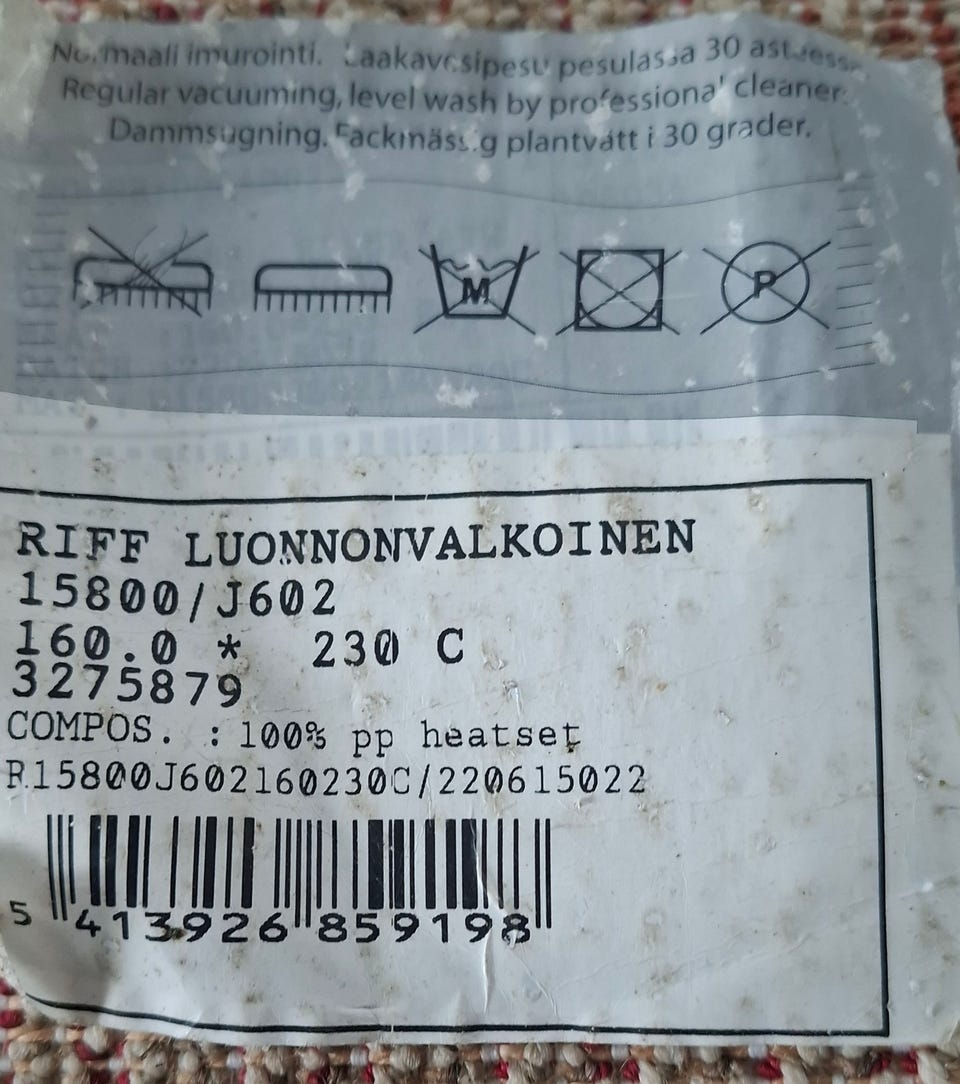 Normaali imurointi. Laakavesipesu pesulassa 30 asteessa
Regular vacuuming, level wash by professional cleaner.
Dammsugning. Fackmässig plantvätt i 30 grader.
M
P
RIFF LUONNONVALKOINEN
15800/J602
160.0 * 230 C
3275879
COMPOS. : 100% pp heatset
R15800J602160230C/220615022
5 413926 859198